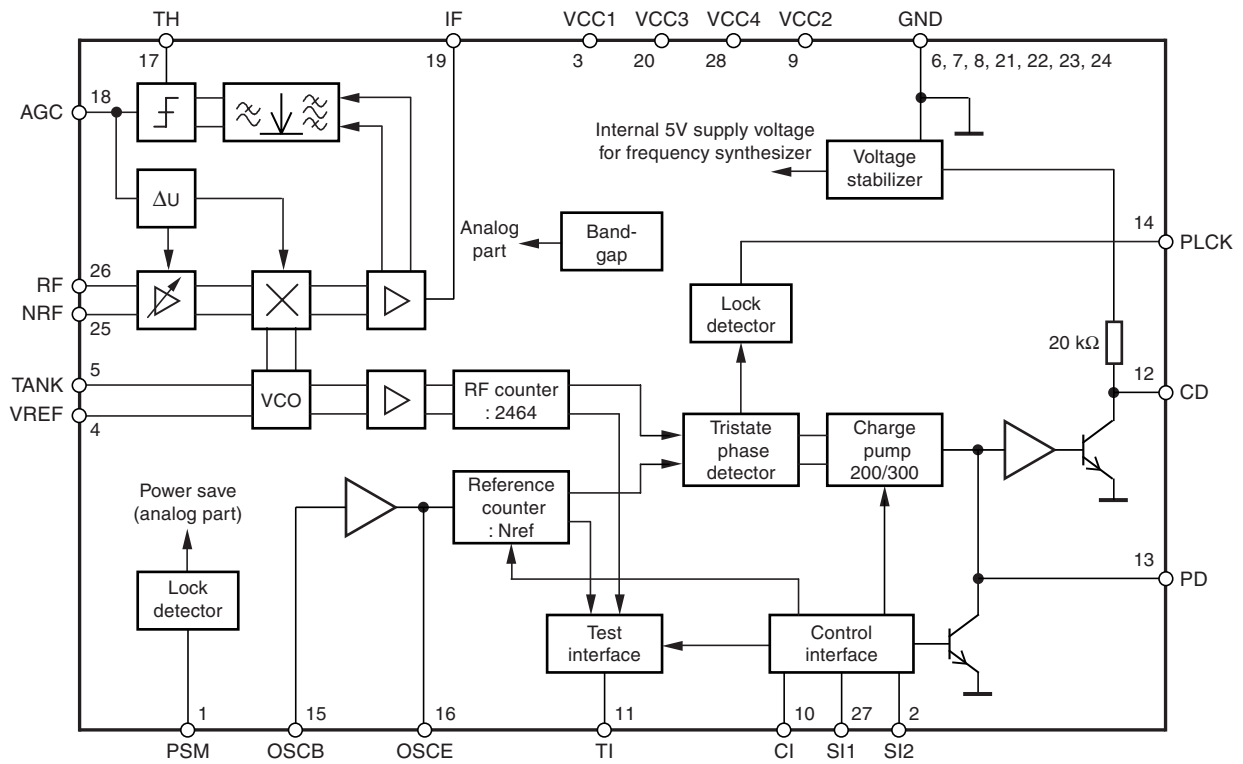 TH
IF
VCC1
VCC3
VCC4
VCC2
GND
17
19
3
20
28
9
6, 7, 8, 21, 22, 23, 24
AGC
18
Internal 5V supply voltage
for frequency synthesizer
Voltage
stabilizer
ΔU
Analog
part
Band-
gap
14
PLCK
RF
26
NRF
25
Lock
detector
20 kΩ
TANK
5
VREF
4
VCO
RF counter
: 2464
12
CD
Tristate
phase
detector
Charge
pump
200/300
Power save
(analog part)
Reference
counter
: Nref
Lock
detector
13
PD
Test
interface
Control
interface
1
15
16
11
10
27
2
PSM
OSCB
OSCE
TI
CI
SI1
SI2